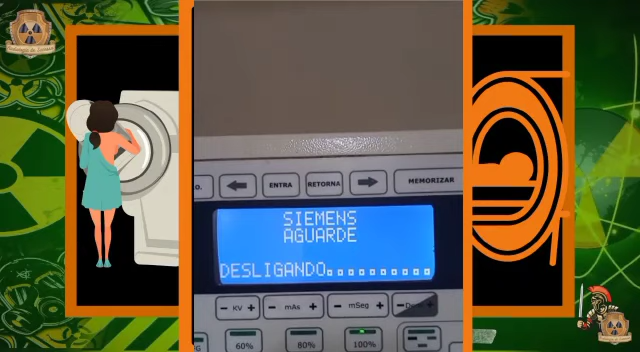 O.
ENTRA
RETORNA
MEMORIZAR
SIEMENS
AGUARDE
DESLIGANDO...........
- KV +
- mAs +
- mSeg +
G
60%
80%
100%